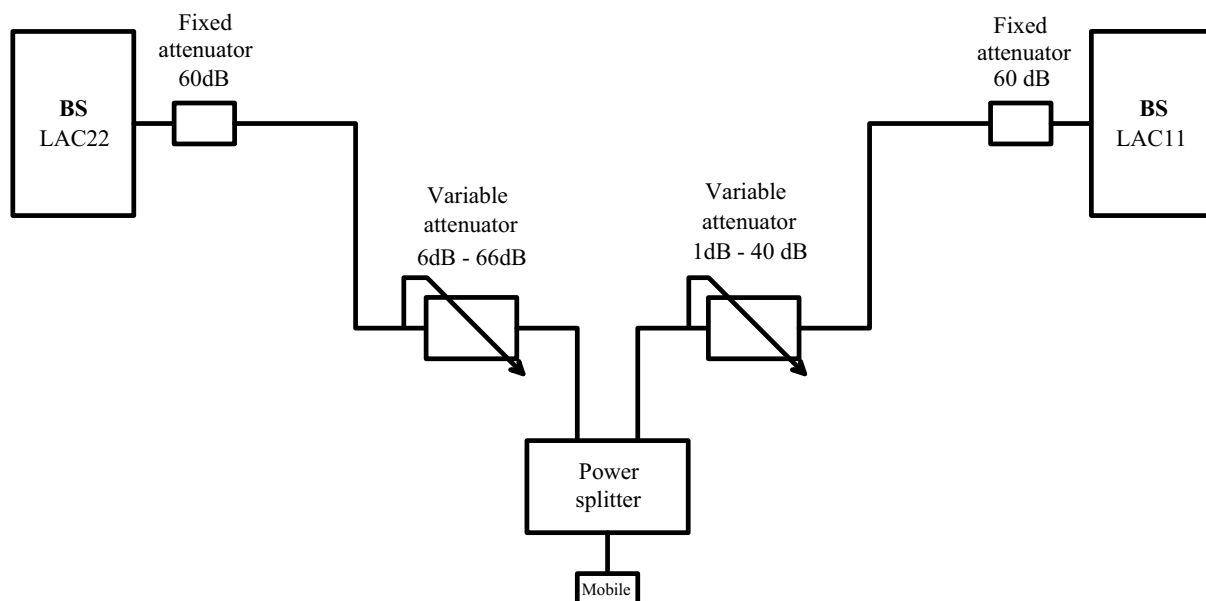 Fixed
attenuator
60dB
BS
LAC22
Fixed
attenuator
60 dB
BS
LAC11
Variable
attenuator
6dB - 66dB
Variable
attenuator
1dB - 40 dB
Power
splitter
Mobile